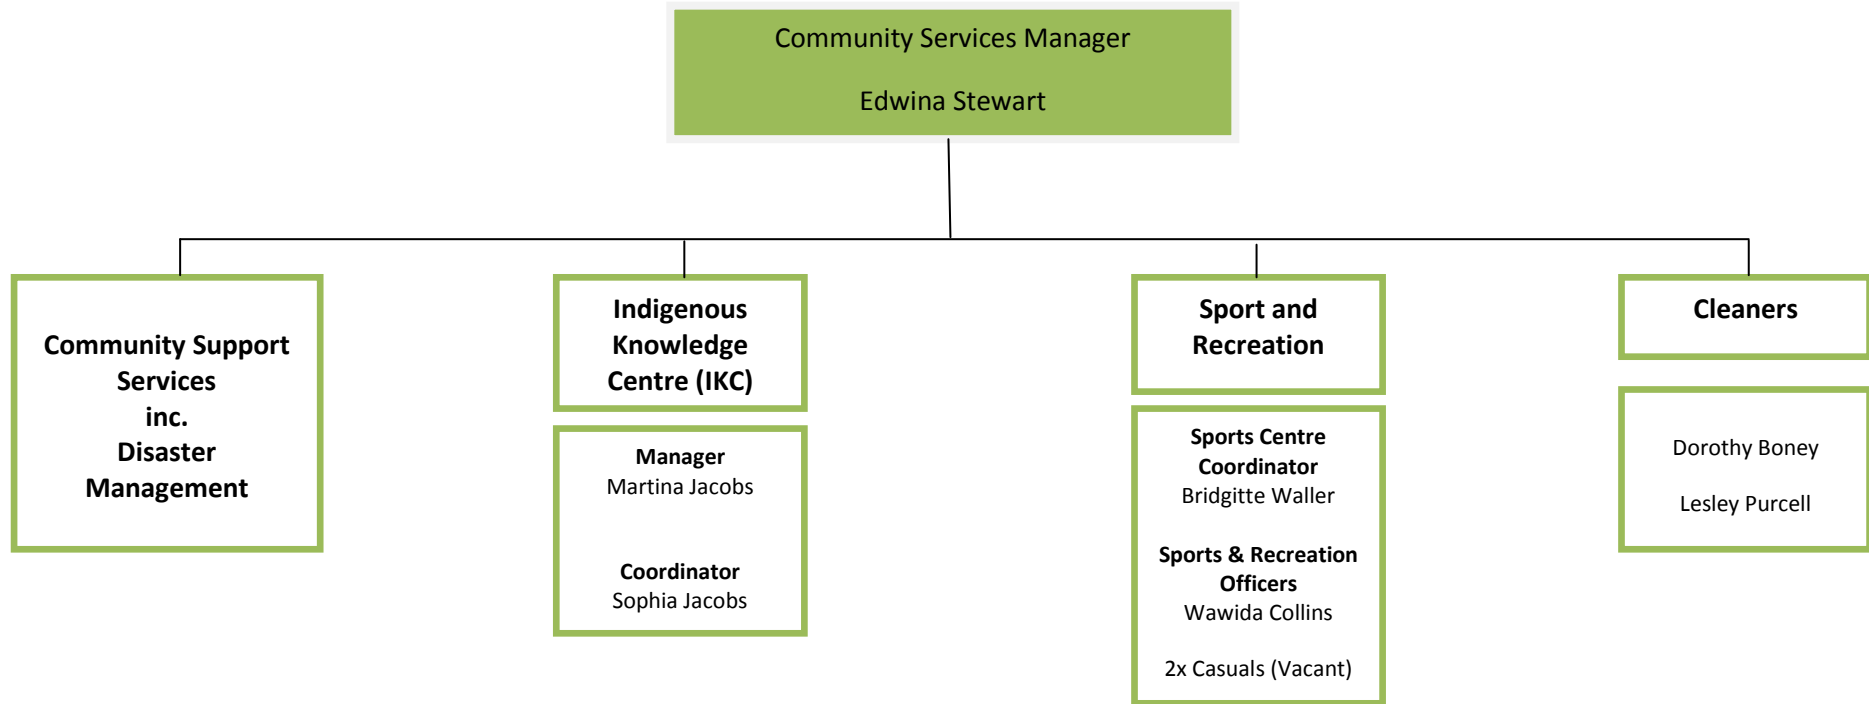 Community Services Manager
Edwina Stewart
Community Support
Services
inc.
Disaster
Management
Indigenous
Knowledge
Centre (IKC)
Manager
Martina Jacobs
Coordinator
Sophia Jacobs
Sport and
Recreation
Sports Centre
Coordinator
Bridgitte Waller
Sports & Recreation
Officers
Wawida Collins
2x Casuals (Vacant)
Cleaners
Dorothy Boney
Lesley Purcell